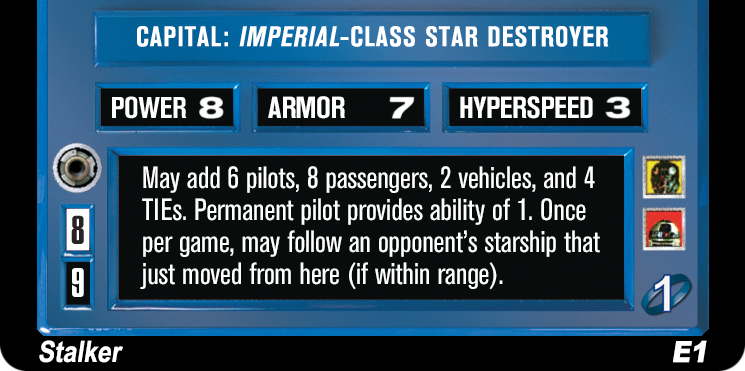 CAPITAL: IMPERIAL-CLASS STAR DESTROYER
POWER 8 ARMOR 7 HYPERSPEED 3
May add 6 pilots, 8 passengers, 2 vehicles, and 4
TIEs. Permanent pilot provides ability of 1. Once
per game, may follow an opponent's starship that
just moved from here (if within range).
8
9
1
Stalker E1